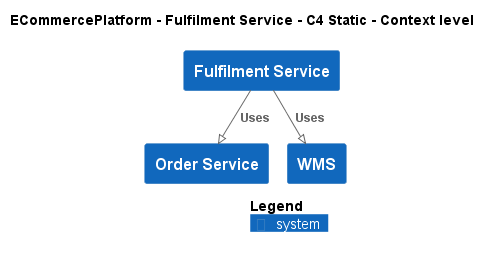 ECommercePlatform - Fulfilment Service - C4 Static - Context level
Fulfilment Service
Uses
Uses
Order Service
WMS
Legend
system